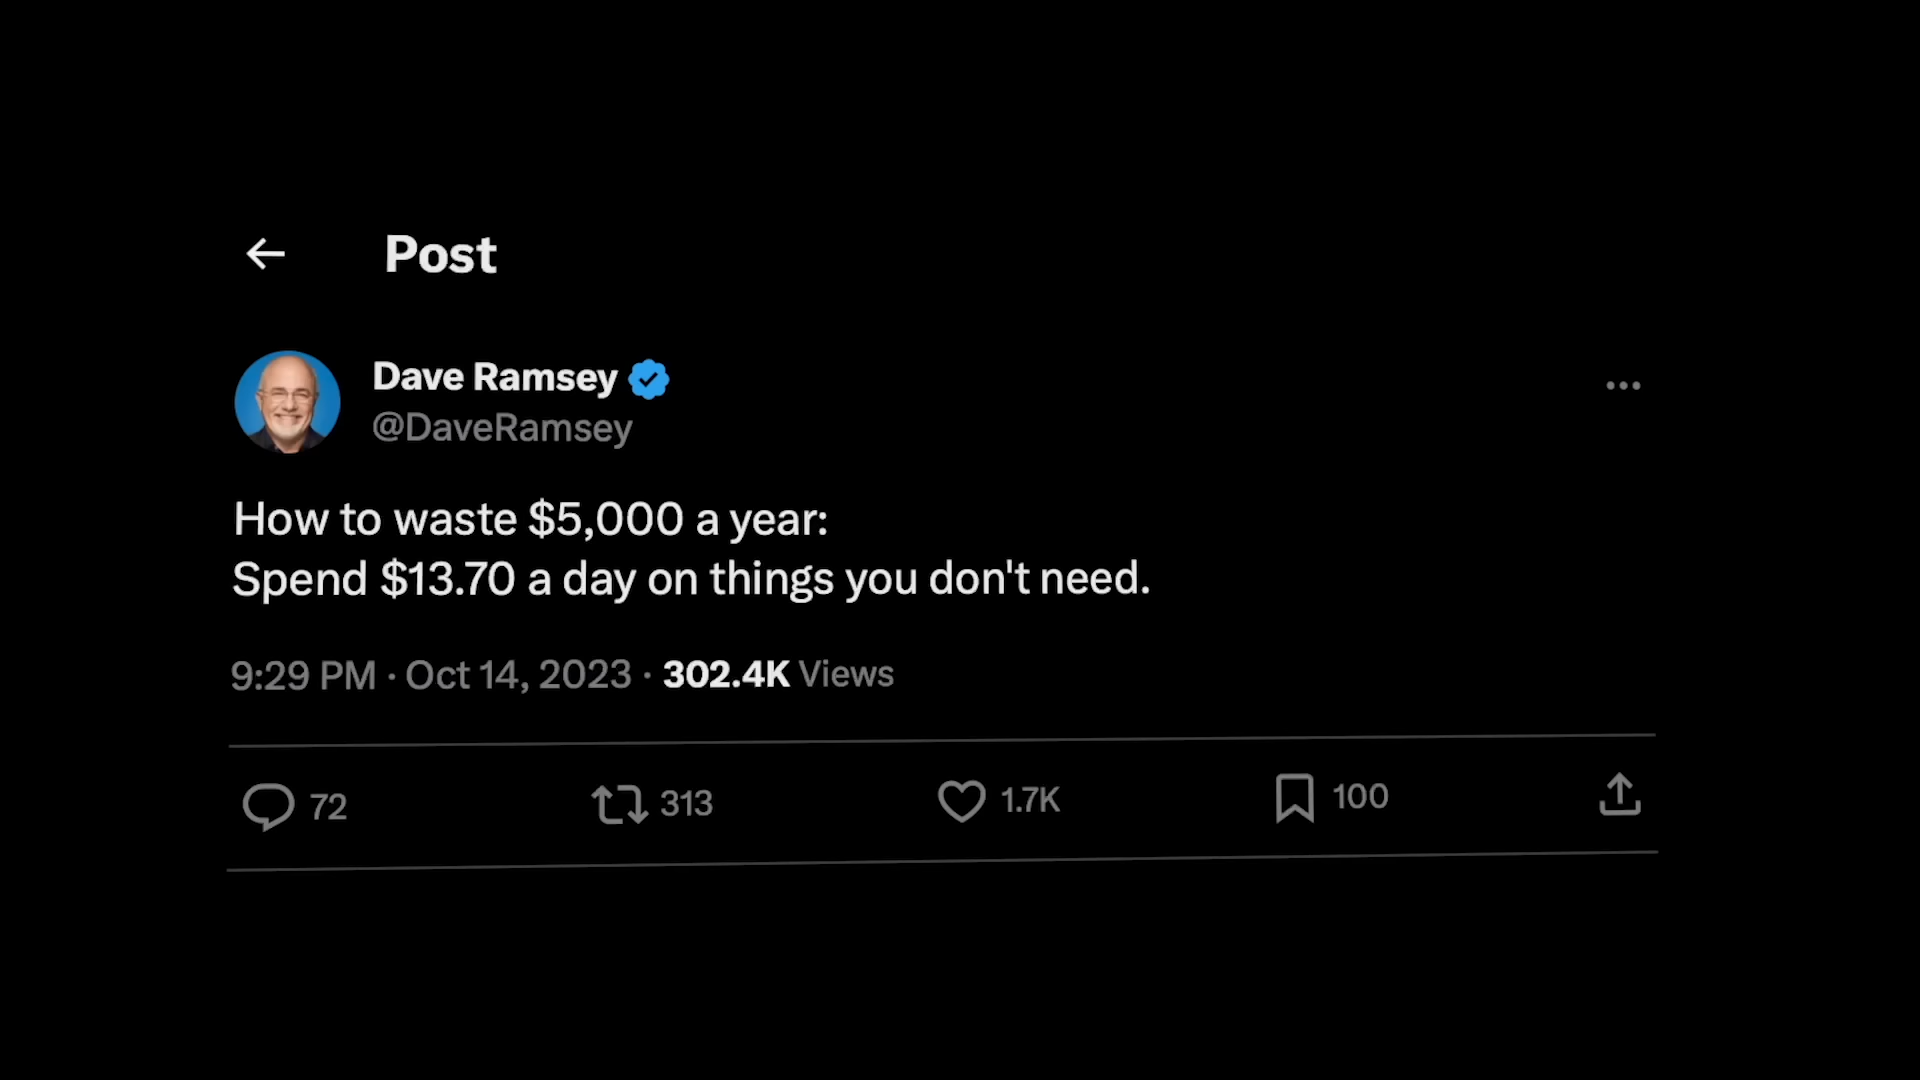 Post
Dave Ramsey
@DaveRamsey
How to waste $5,000 a year:
Spend $13.70 a day on things you don't need.
9:29 PM · Oct 14, 2023 · 302.4K Views
72 313 1.7K 100